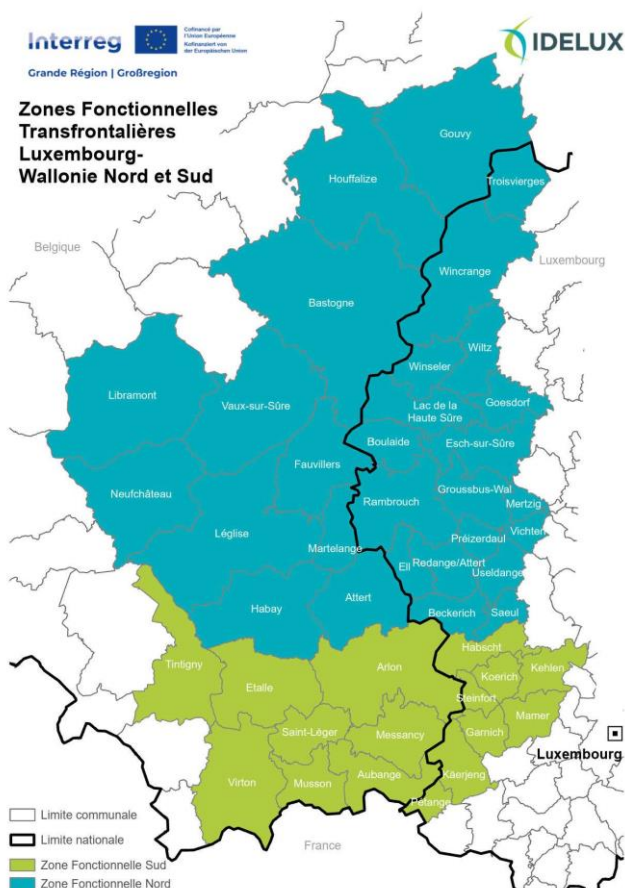 Interreg
Cofinancé par
l'Union Européenne
Kofinanziert von
der Europäischen Union
Grande Région | Großregion
IDELUX
Zones Fonctionnelles
Transfrontalières
Luxembourg-
Wallonie Nord et Sud
Gouvy
Houffalize
Troisvierges
Belgique
Luxembourg
Wincrange
Bastogne
Wiltz
Winseler
Libramont
Vaux-sur-Sûre
Lac de la
Haute Sûre
Goesdorf
Boulaide
Esch-sur-Sûre
Fauvillers
Neufchâteau
Rambrouch
Groussbus-Wal
Mertzig
Léglise
Préizerdaul
Vichten
Martelange
Ell
Redange/Attert
Useldange
Habay
Attert
Beckerich
Saeul
Habscht
Tintigny
Etalle
Arlon
Koerich
Kehlen
Steinfort
Mamer
Saint-Léger
Messancy
Garnich
Luxembourg
Virton
Musson
Aubange
Käerjeng
Pétange
France
Limite communale
Limite nationale
Zone Fonctionnelle Sud
Zone Fonctionnelle Nord